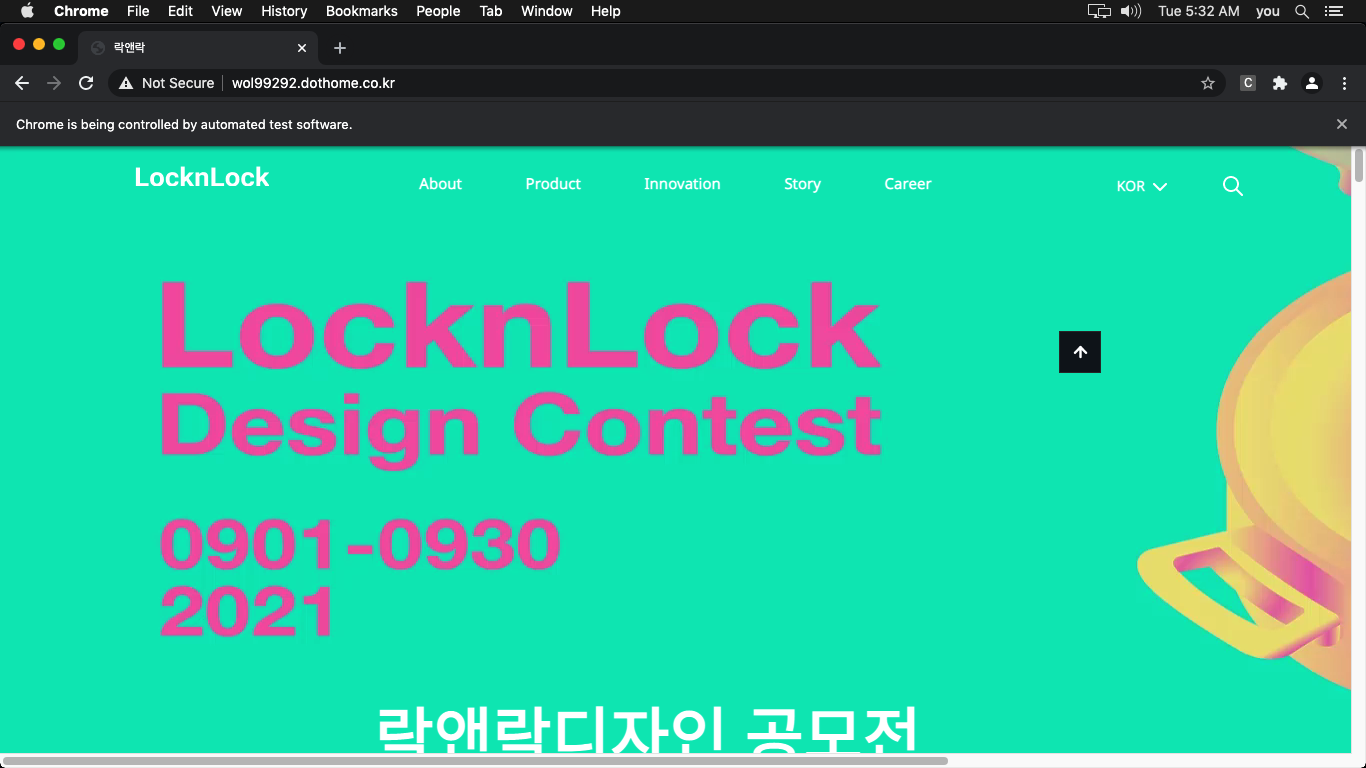 Chrome File Edit View History Bookmarks People Tab Window Help Tue 5:32 AM you
락앤락
Not Secure wol99292.dothome.co.kr C
Chrome is being controlled by automated test software.
LocknLock About Product Innovation Story Career KOR
LocknLock
Design Contest
0901-0930
2021
락앤락디자인 공모전